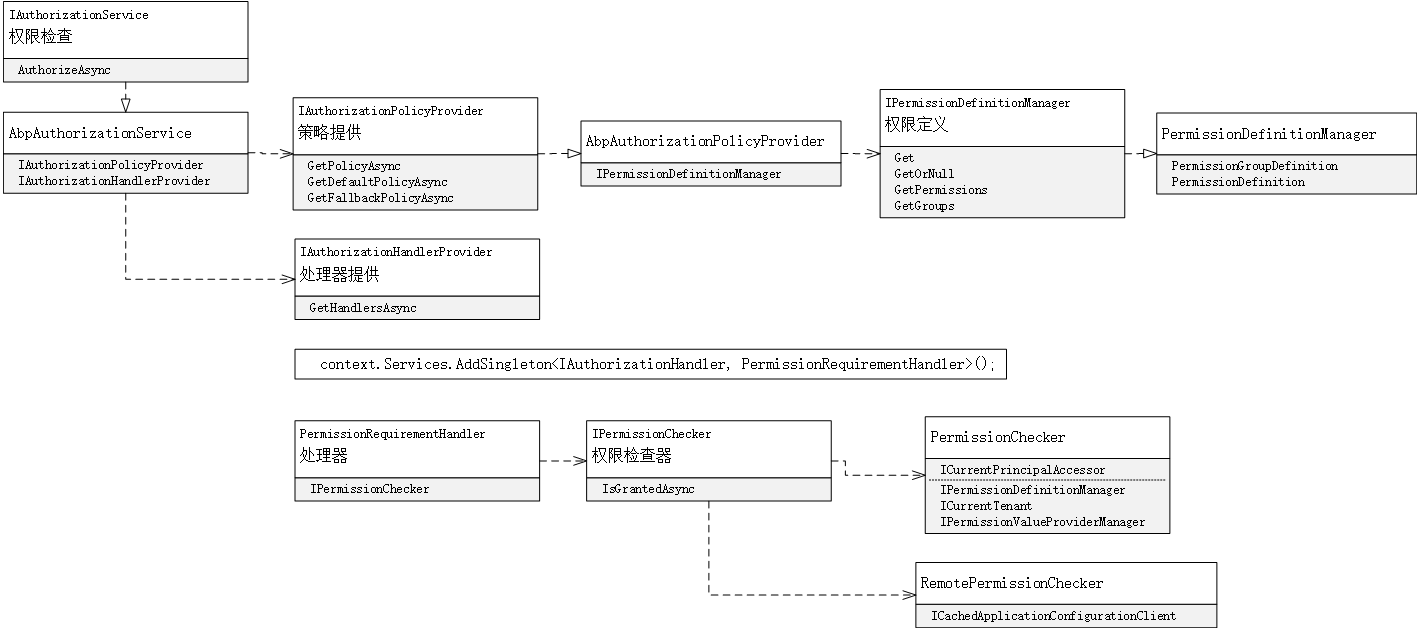 IAuthorizationService
权限检查
AuthorizeAsync
AbpAuthorizationService
IAuthorizationPolicyProvider
IAuthorizationHandlerProvider
IAuthorizationPolicyProvider
策略提供
GetPolicyAsync
GetDefaultPolicyAsync
GetFallbackPolicyAsync
AbpAuthorizationPolicyProvider
IPermissionDefinitionManager
IPermissionDefinitionManager
权限定义
Get
GetOrNull
GetPermissions
GetGroups
PermissionDefinitionManager
PermissionGroupDefinition
PermissionDefinition
IAuthorizationHandlerProvider
处理器提供
GetHandlersAsync
context.Services.AddSingleton<IAuthorizationHandler, PermissionRequirementHandler>();
PermissionRequirementHandler
处理器
IPermissionChecker
IPermissionChecker
权限检查器
IsGrantedAsync
PermissionChecker
ICurrentPrincipalAccessor
IPermissionDefinitionManager
ICurrentTenant
IPermissionValueProviderManager
RemotePermissionChecker
ICachedApplicationConfigurationClient